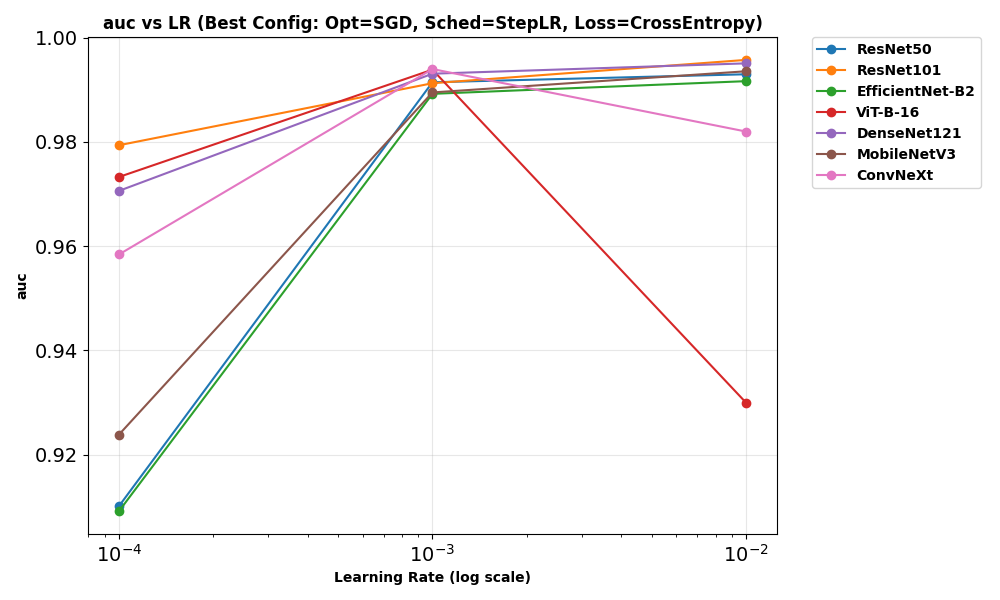 auc vs LR (Best Config: Opt=SGD, Sched=StepLR, Loss=CrossEntropy)
1.00
0.98
0.96
0.94
0.92
auc
10⁻⁴
10⁻³
10⁻²
Learning Rate (log scale)
ResNet50
ResNet101
EfficientNet-B2
ViT-B-16
DenseNet121
MobileNetV3
ConvNeXt